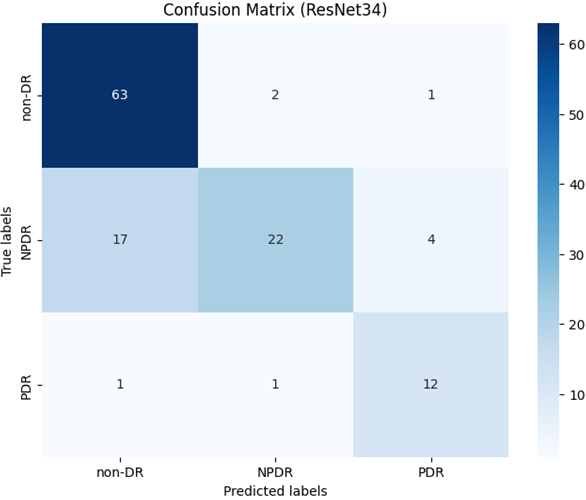 Confusion Matrix (ResNet34)
True labels
non-DR 63 2 1
NPDR 17 22 4
PDR 1 1 12
non-DR NPDR PDR
Predicted labels
60
50
40
30
20
10